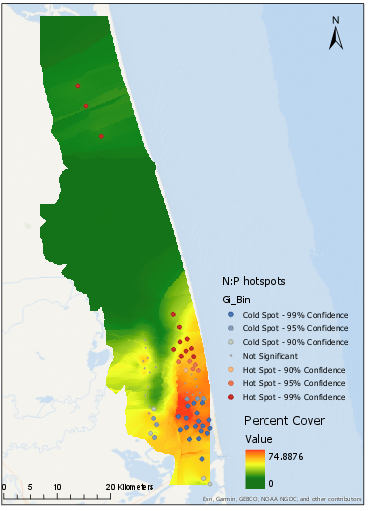 N
N:P hotspots
Gi_Bin
Cold Spot - 99% Confidence
Cold Spot - 95% Confidence
Cold Spot - 90% Confidence
Not Significant
Hot Spot - 90% Confidence
Hot Spot - 95% Confidence
Hot Spot - 99% Confidence
Percent Cover
Value
74.8876
0
0 5 10 20 Kilometers
Esri, Garmin, GEBCO, NOAA NGDC, and other contributors